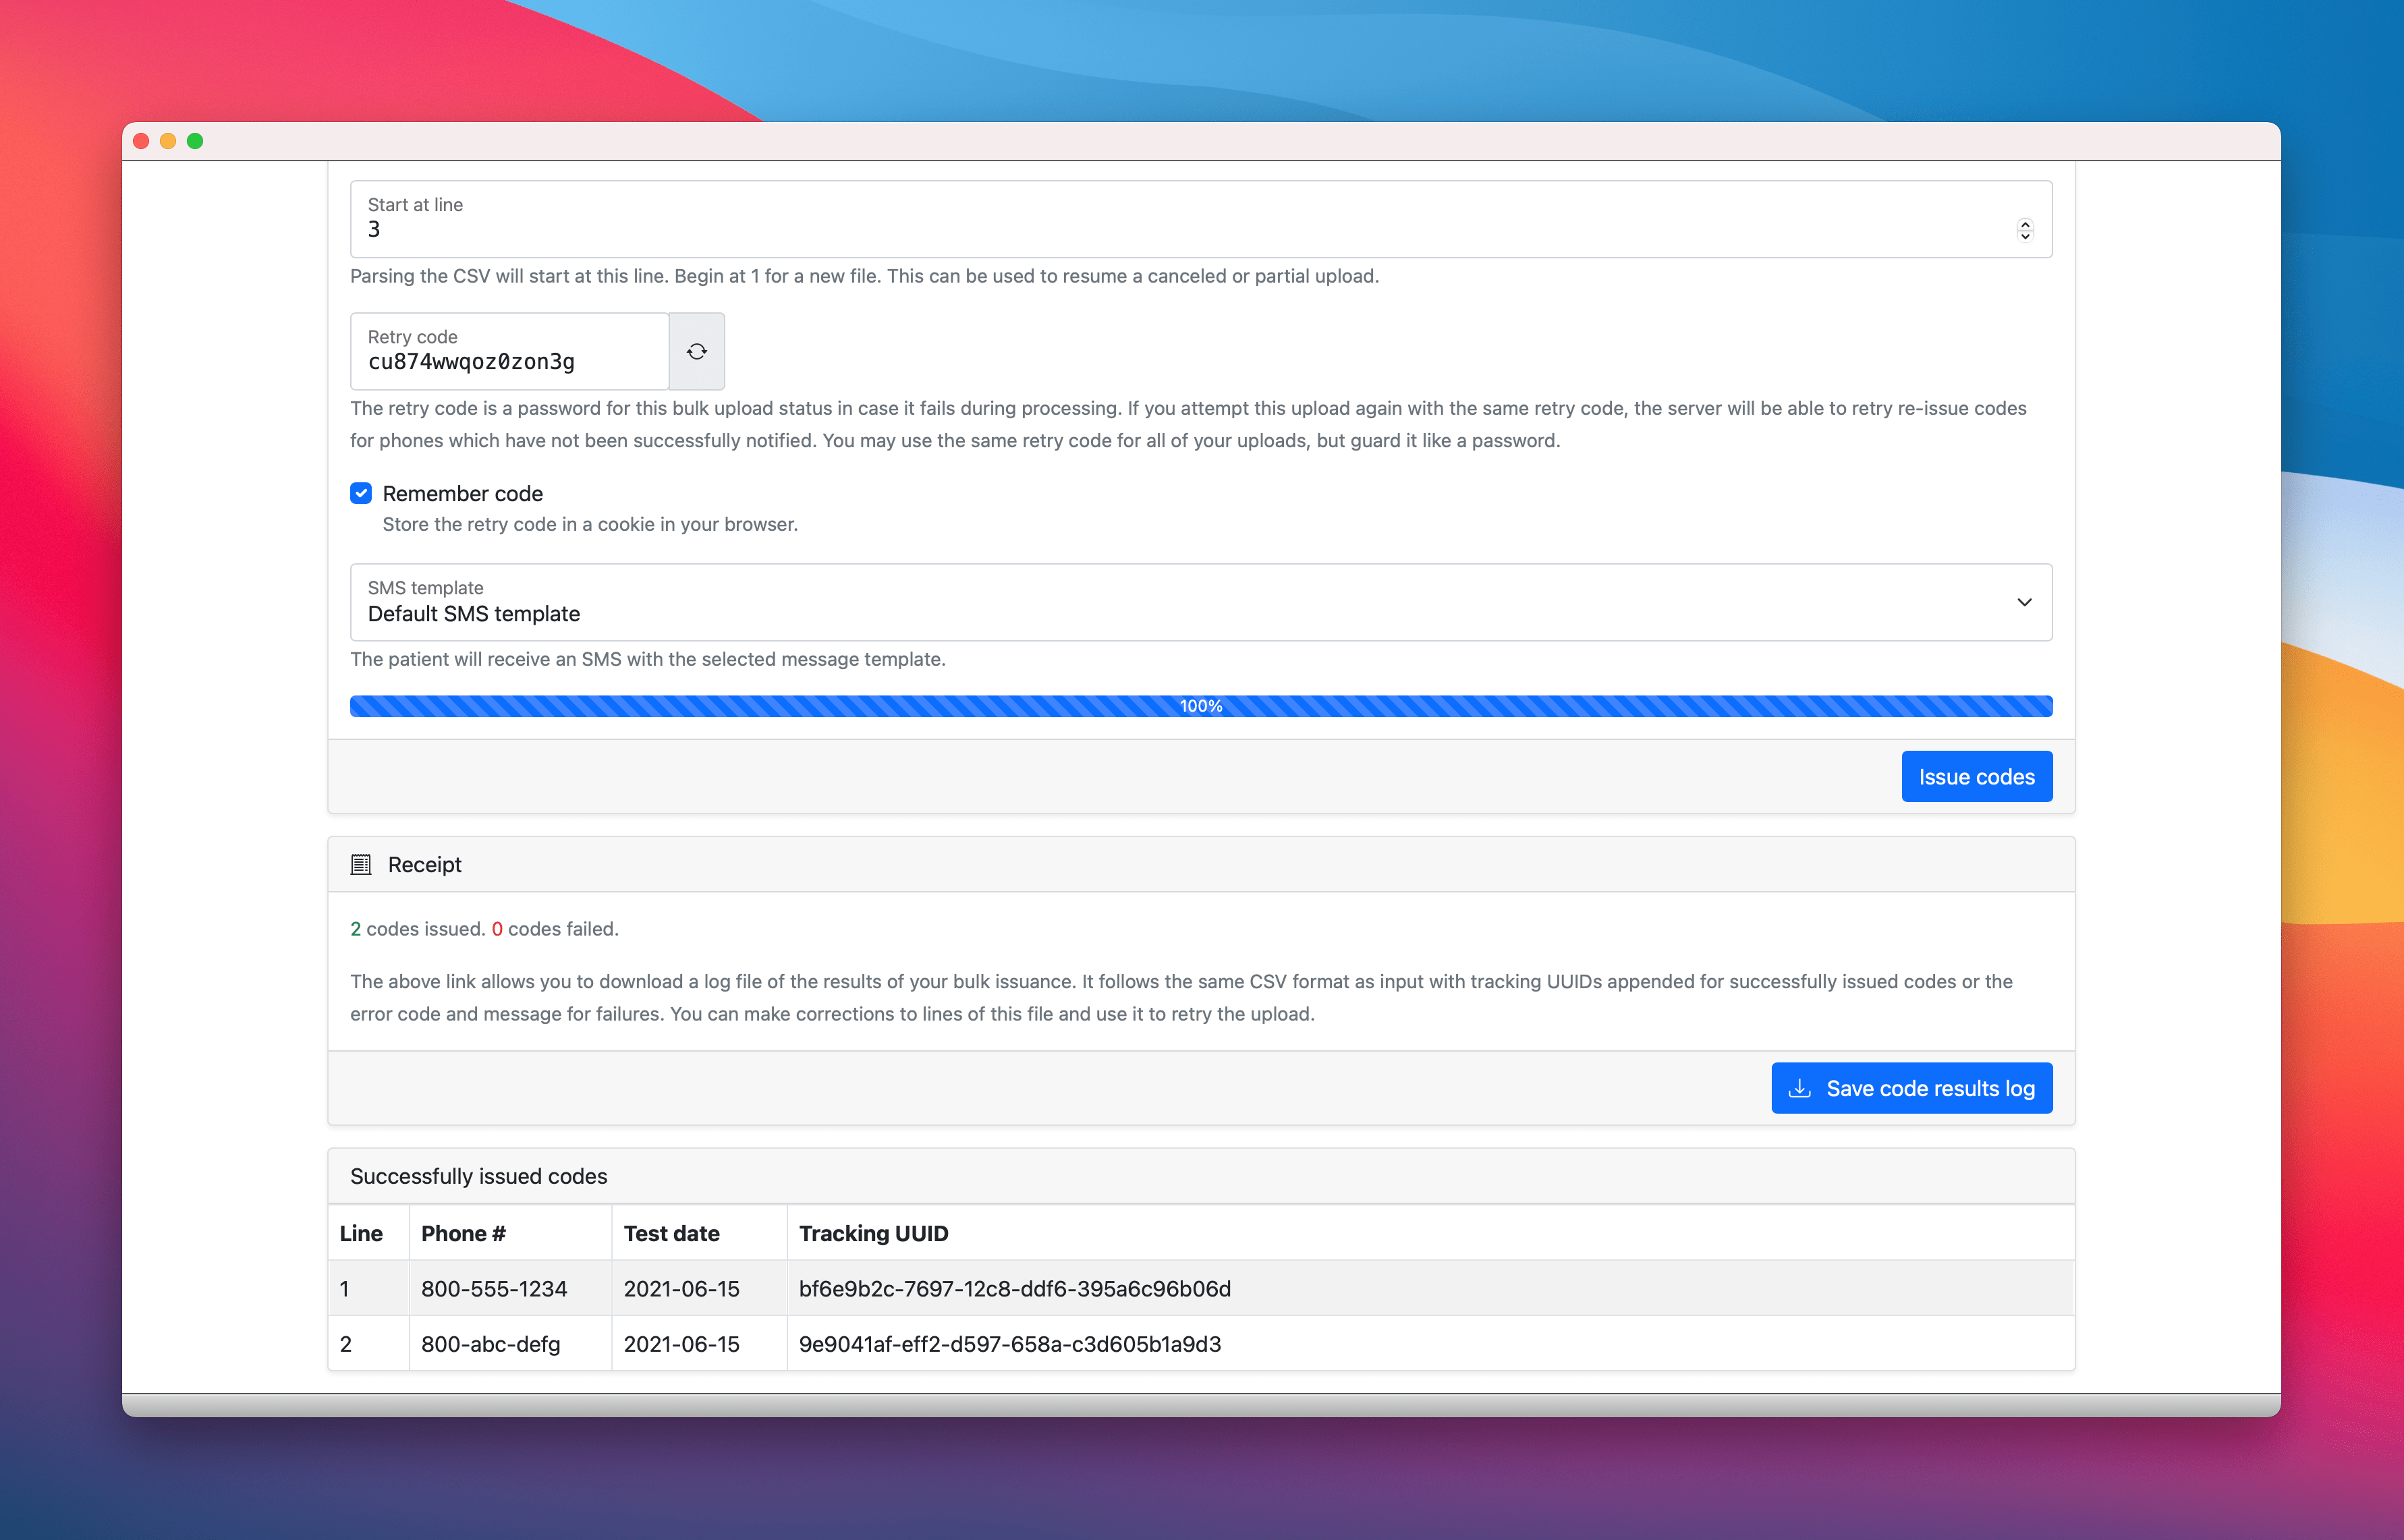 Start at line
3
Parsing the CSV will start at this line. Begin at 1 for a new file. This can be used to resume a canceled or partial upload.
Retry code
cu874wwqoz0zon3g
The retry code is a password for this bulk upload status in case it fails during processing. If you attempt this upload again with the same retry code, the server will be able to retry re-issue codes
for phones which have not been successfully notified. You may use the same retry code for all of your uploads, but guard it like a password.
Remember code
Store the retry code in a cookie in your browser.
SMS template
Default SMS template
The patient will receive an SMS with the selected message template.
100%
Issue codes
Receipt
2 codes issued. 0 codes failed.
The above link allows you to download a log file of the results of your bulk issuance. It follows the same CSV format as input with tracking UUIDs appended for successfully issued codes or the
error code and message for failures. You can make corrections to lines of this file and use it to retry the upload.
Save code results log
Successfully issued codes
Line Phone # Test date Tracking UUID
1 800-555-1234 2021-06-15 bf6e9b2c-7697-12c8-ddf6-395a6c96b06d
2 800-abc-defg 2021-06-15 9e9041af-eff2-d597-658a-c3d605b1a9d3